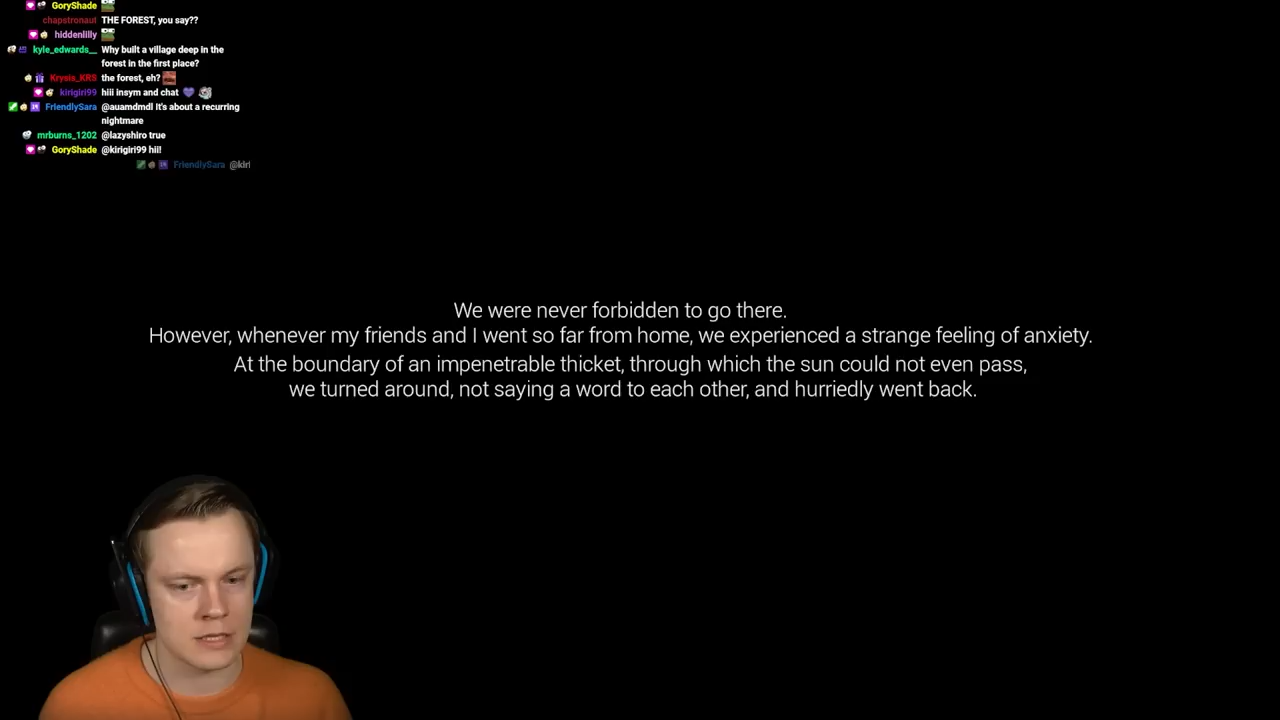 GoryShade
chapstronaut THE FOREST, you say??
hiddenlilly
kyle_edwards__ Why built a village deep in the
forest in the first place?
Krysis_KRS the forest, eh?
kirigiri99 hiii insym and chat
FriendlySara @auamdmdl It's about a recurring
nightmare
mrburns_1202 @lazyshiro true
GoryShade @kirigiri99 hii!
FriendlySara @kiri
We were never forbidden to go there.
However, whenever my friends and I went so far from home, we experienced a strange feeling of anxiety.
At the boundary of an impenetrable thicket, through which the sun could not even pass,
we turned around, not saying a word to each other, and hurriedly went back.